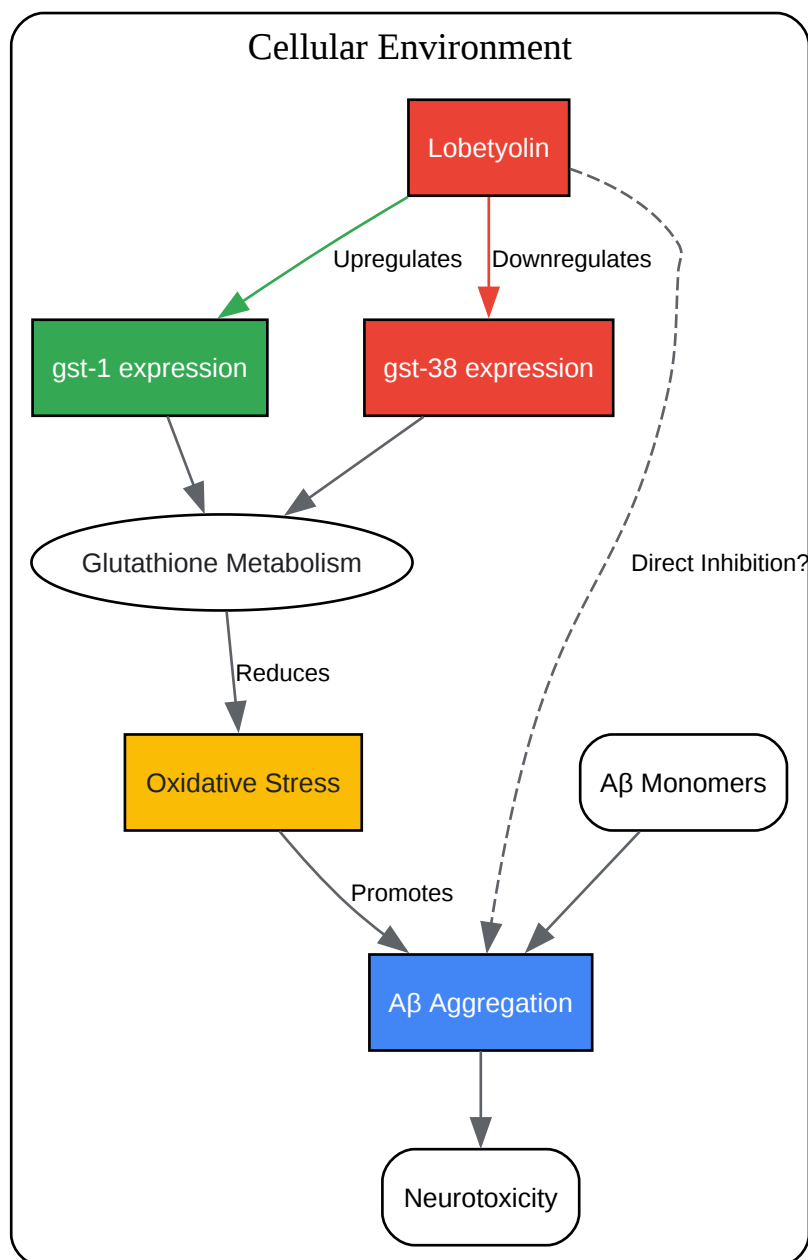 Cellular Environment
Lobetyolin
Upregulates
Downregulates
gst-1 expression
gst-38 expression
Glutathione Metabolism
Direct Inhibition?
Reduces
Oxidative Stress
Aβ Monomers
Promotes
Aβ Aggregation
Neurotoxicity